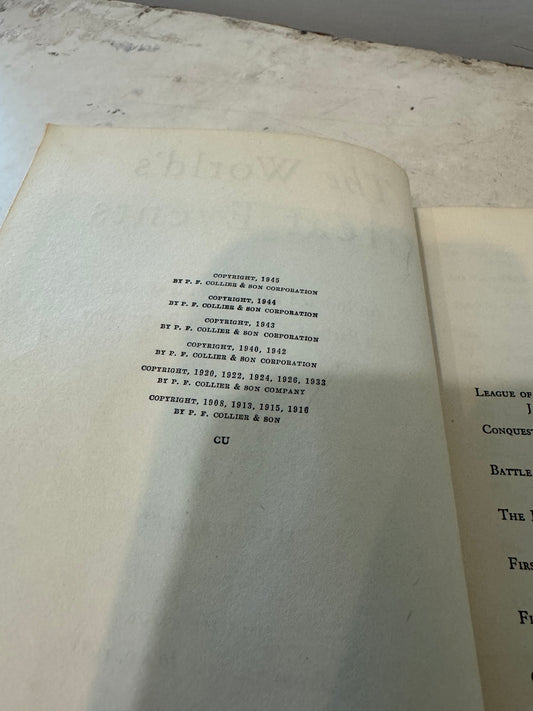 COPYRIGHT, 1945
BY P. F. COLLIER & SON CORPORATION
COPYRIGHT, 1944
BY P. F. COLLIER & SON CORPORATION
COPYRIGHT, 1943
BY P. F. COLLIER & SON CORPORATION
COPYRIGHT, 1940, 1942
BY P. F. COLLIER & SON CORPORATION
COPYRIGHT, 1920, 1922, 1924, 1926, 1933
BY P. F. COLLIER & SON COMPANY
COPYRIGHT, 1908, 1913, 1915, 1916
BY P. F. COLLIER & SON
CU
LEAGUE OF
J
CONQUEST
BATTLE
THE
FIRS
FI